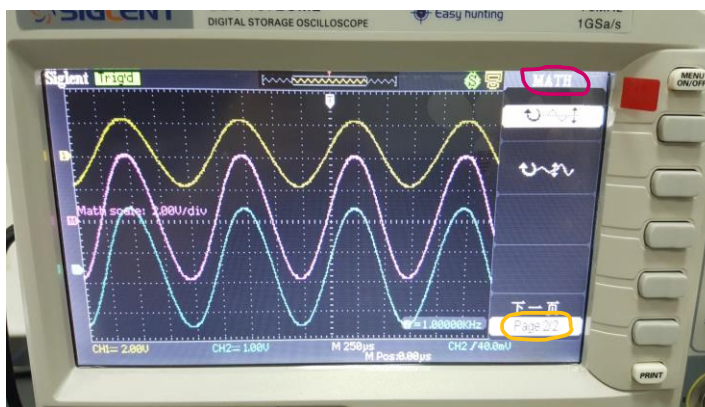 SIGLENT
DIGITAL STORAGE OSCILLOSCOPE
Easy hunting
1GSa/s
Siglent Trig'd
MATH
MENU
ON/OFF
Math scale: 2.00V/div
下一页
Page 2/2
=1.00000KHz
CH1= 2.00V
CH2= 1.00V
M 250µs
CH2 / 40.0mV
M Pos:0.00µs
PRINT